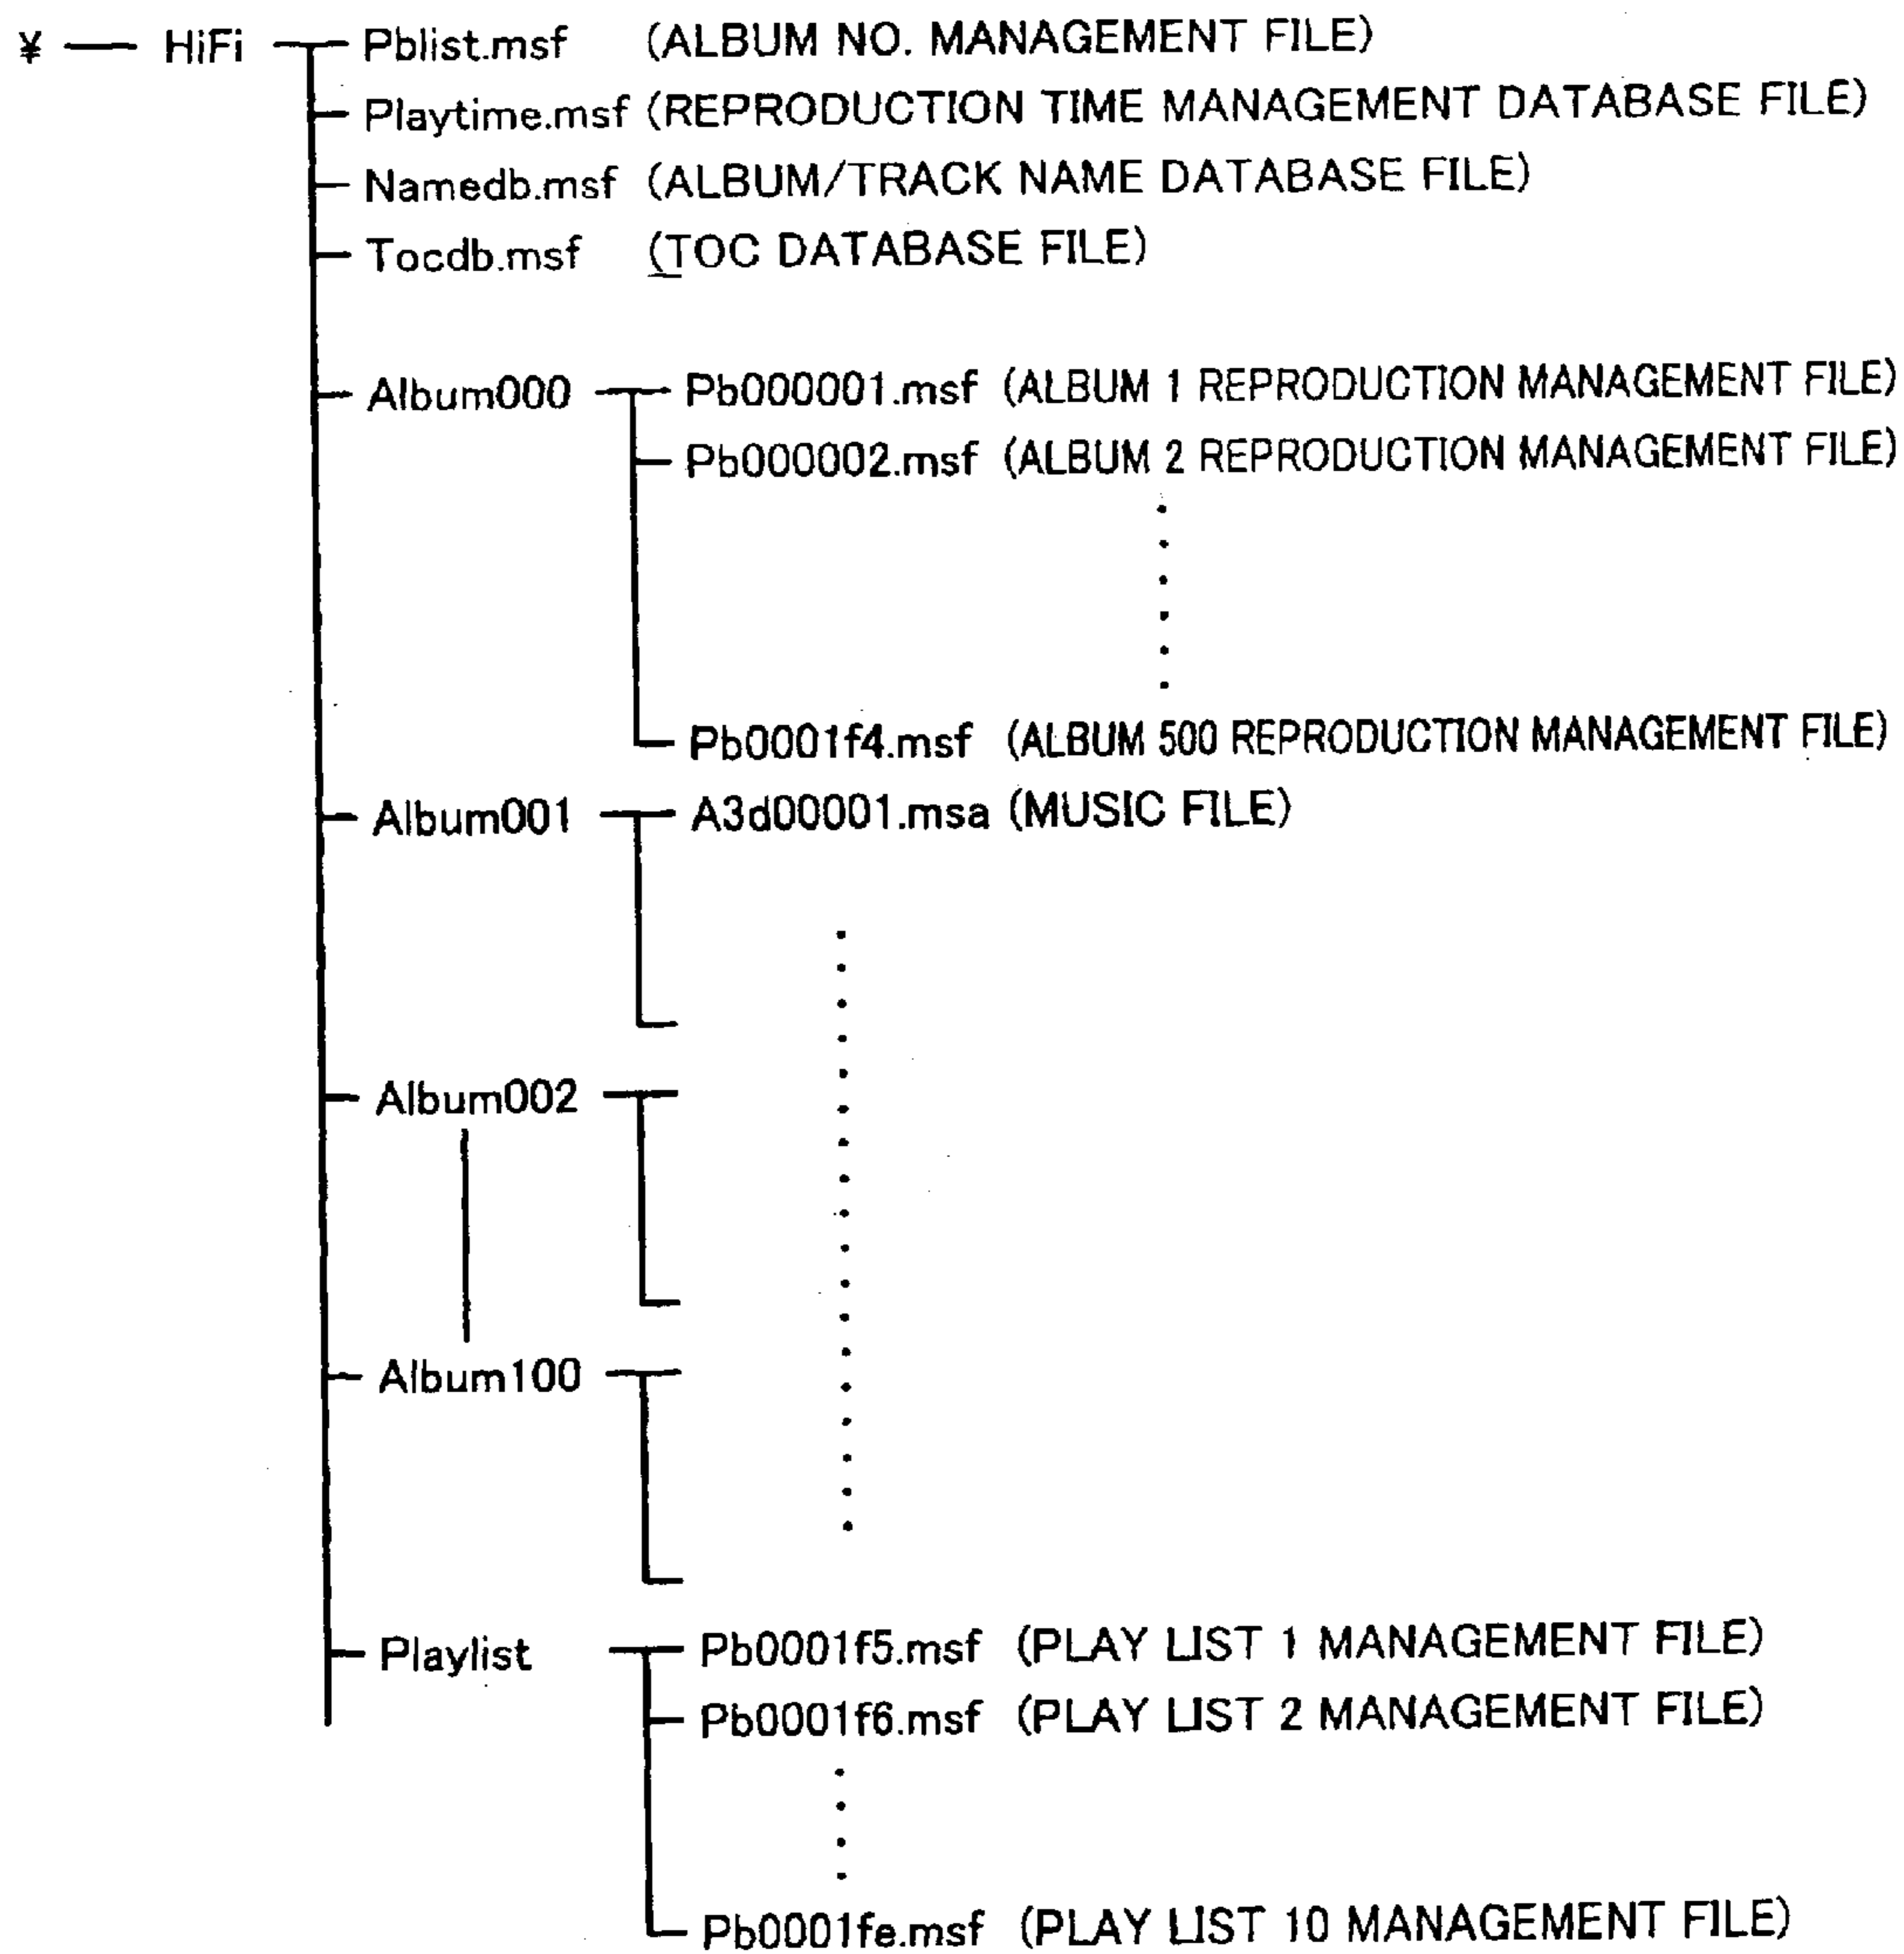 ¥ HiFi Pblist.msf (ALBUM NO. MANAGEMENT FILE)
Playtime.msf (REPRODUCTION TIME MANAGEMENT DATABASE FILE)
Namedb.msf (ALBUM/TRACK NAME DATABASE FILE)
Tocdb.msf (TOC DATABASE FILE)
Album000 Pb000001.msf (ALBUM 1 REPRODUCTION MANAGEMENT FILE)
Pb000002.msf (ALBUM 2 REPRODUCTION MANAGEMENT FILE)
Pb0001f4.msf (ALBUM 500 REPRODUCTION MANAGEMENT FILE)
Album001 A3d00001.msa (MUSIC FILE)
Album002
Album100
Playlist Pb0001f5.msf (PLAY LIST 1 MANAGEMENT FILE)
Pb0001f6.msf (PLAY LIST 2 MANAGEMENT FILE)
Pb0001fe.msf (PLAY LIST 10 MANAGEMENT FILE)